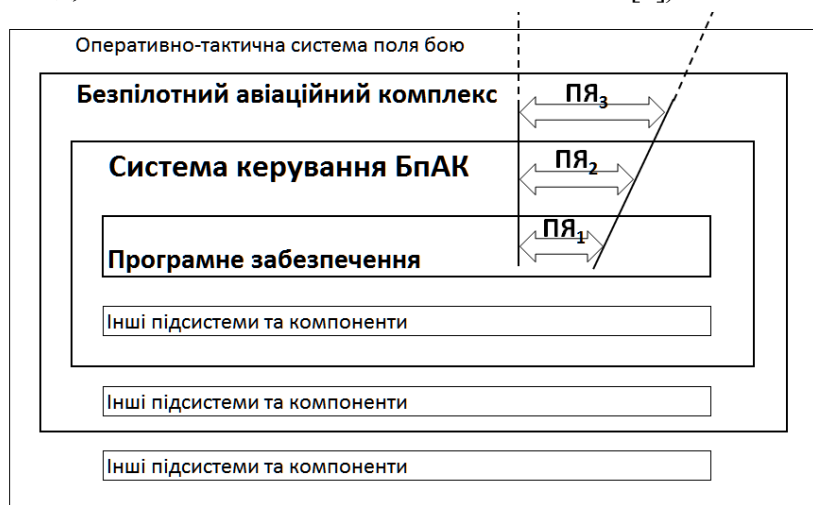 Оперативно-тактична система поля бою
Безпілотний авіаційний комплекс
ПЯ₃
Система керування БпАК
ПЯ₂
ПЯ₁
Програмне забезпечення
Інші підсистеми та компоненти
Інші підсистеми та компоненти
Інші підсистеми та компоненти